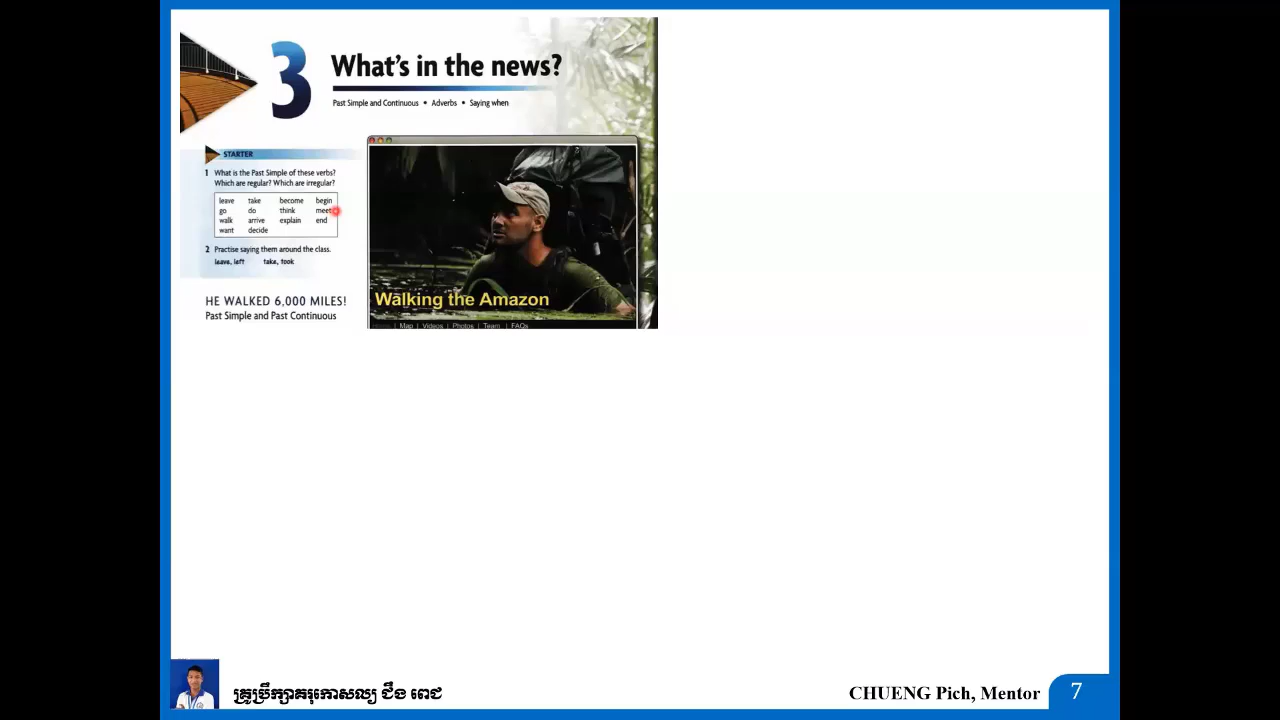 3 What's in the news?
Past Simple and Continuous • Adverbs • Saying when
STARTER
1 What is the Past Simple of these verbs?
Which are regular? Which are irregular?
leave take become begin
go do think meet
walk arrive explain end
want decide
2 Practise saying them around the class.
leave, left take, took
HE WALKED 6,000 MILES!
Past Simple and Past Continuous
Walking the Amazon
Home | Map | Videos | Photos | Team | FAQs
គ្រូប្រឹក្សាគរុកោសល្យ ជឹង ពេជ
CHUENG Pich, Mentor
7